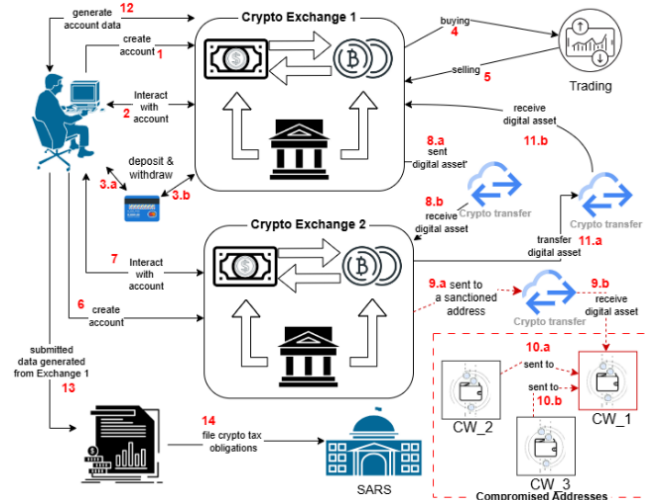 12
generate
account data
Crypto Exchange 1
create
account
1
buying
4
selling
5
Trading
2
Interact
with
account
receive
digital asset
11.b
8.a
sent
digital asset
deposit &
withdraw
3.a
3.b
8.b
receive
digital asset
Crypto transfer
Crypto transfer
Crypto Exchange 2
transfer
digital asset
11.a
7
Interact
with
account
9.a
sent to
a sanctioned
address
9.b
receive
digital asset
Crypto transfer
6
create
account
submitted
data generated
from Exchange 1
13
10.a
sent to
sent to
10.b
CW_1
CW_2
CW_3
Compromised Addresses
14
file crypto tax
obligations
SARS